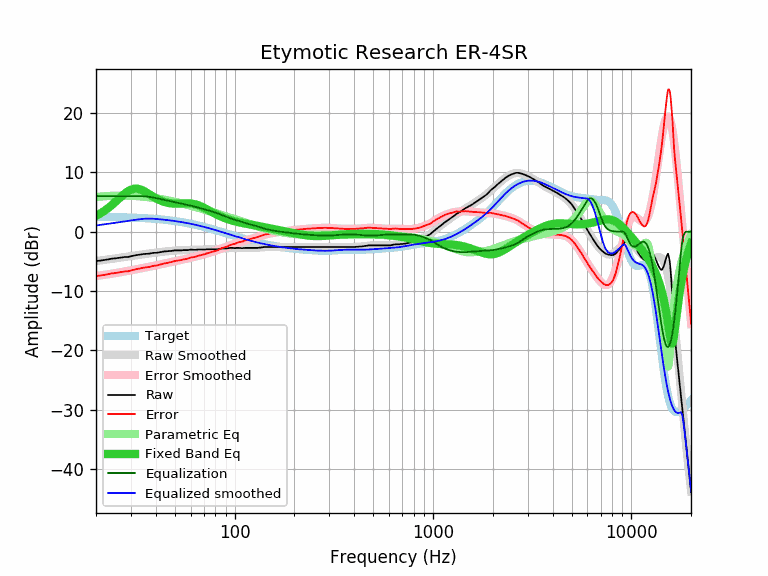 Etymotic Research ER-4SR
Amplitude (dBr)
20
10
0
−10
−20
−30
−40
Target
Raw Smoothed
Error Smoothed
Raw
Error
Parametric Eq
Fixed Band Eq
Equalization
Equalized smoothed
100 1000 10000
Frequency (Hz)